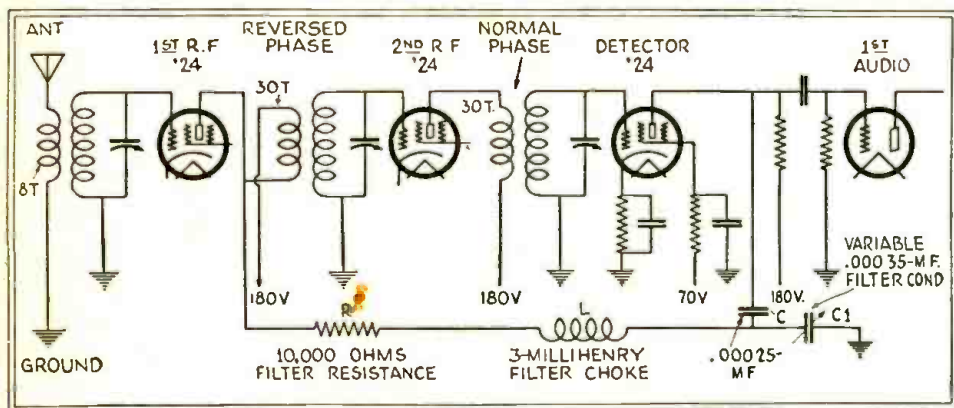 ANT
1ST R.F
'24
REVERSED
PHASE
2ND R F
'24
NORMAL
PHASE
DETECTOR
'24
1ST
AUDIO
30T
30T.
8T
180V
180V
70V
180V.
VARIABLE
.00035-MF.
FILTER COND
R
L
C
C1
GROUND
10,000 OHMS
FILTER RESISTANCE
3-MILLIHENRY
FILTER CHOKE
.00025-
MF